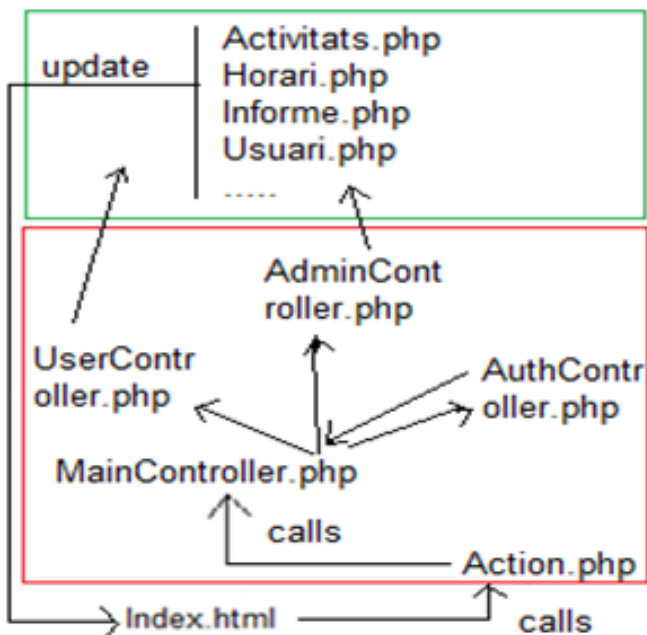 update
Activitats.php
Horari.php
Informe.php
Usuari.php
-----
AdminCont
roller.php
UserContr
oller.php
AuthContr
oller.php
MainController.php
calls
Action.php
Index.html
calls